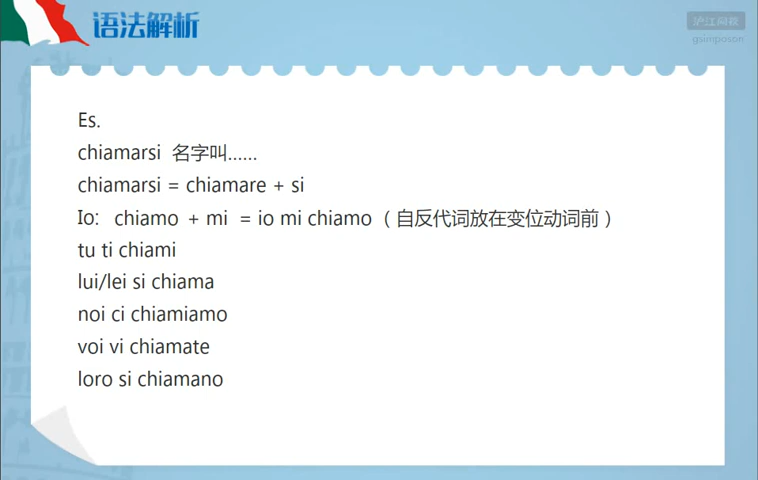 语法解析
沪江网校
gsimposon
Es.
chiamarsi 名字叫……
chiamarsi = chiamare + si
Io: chiamo + mi = io mi chiamo （自反代词放在变位动词前）
tu ti chiami
lui/lei si chiama
noi ci chiamiamo
voi vi chiamate
loro si chiamano